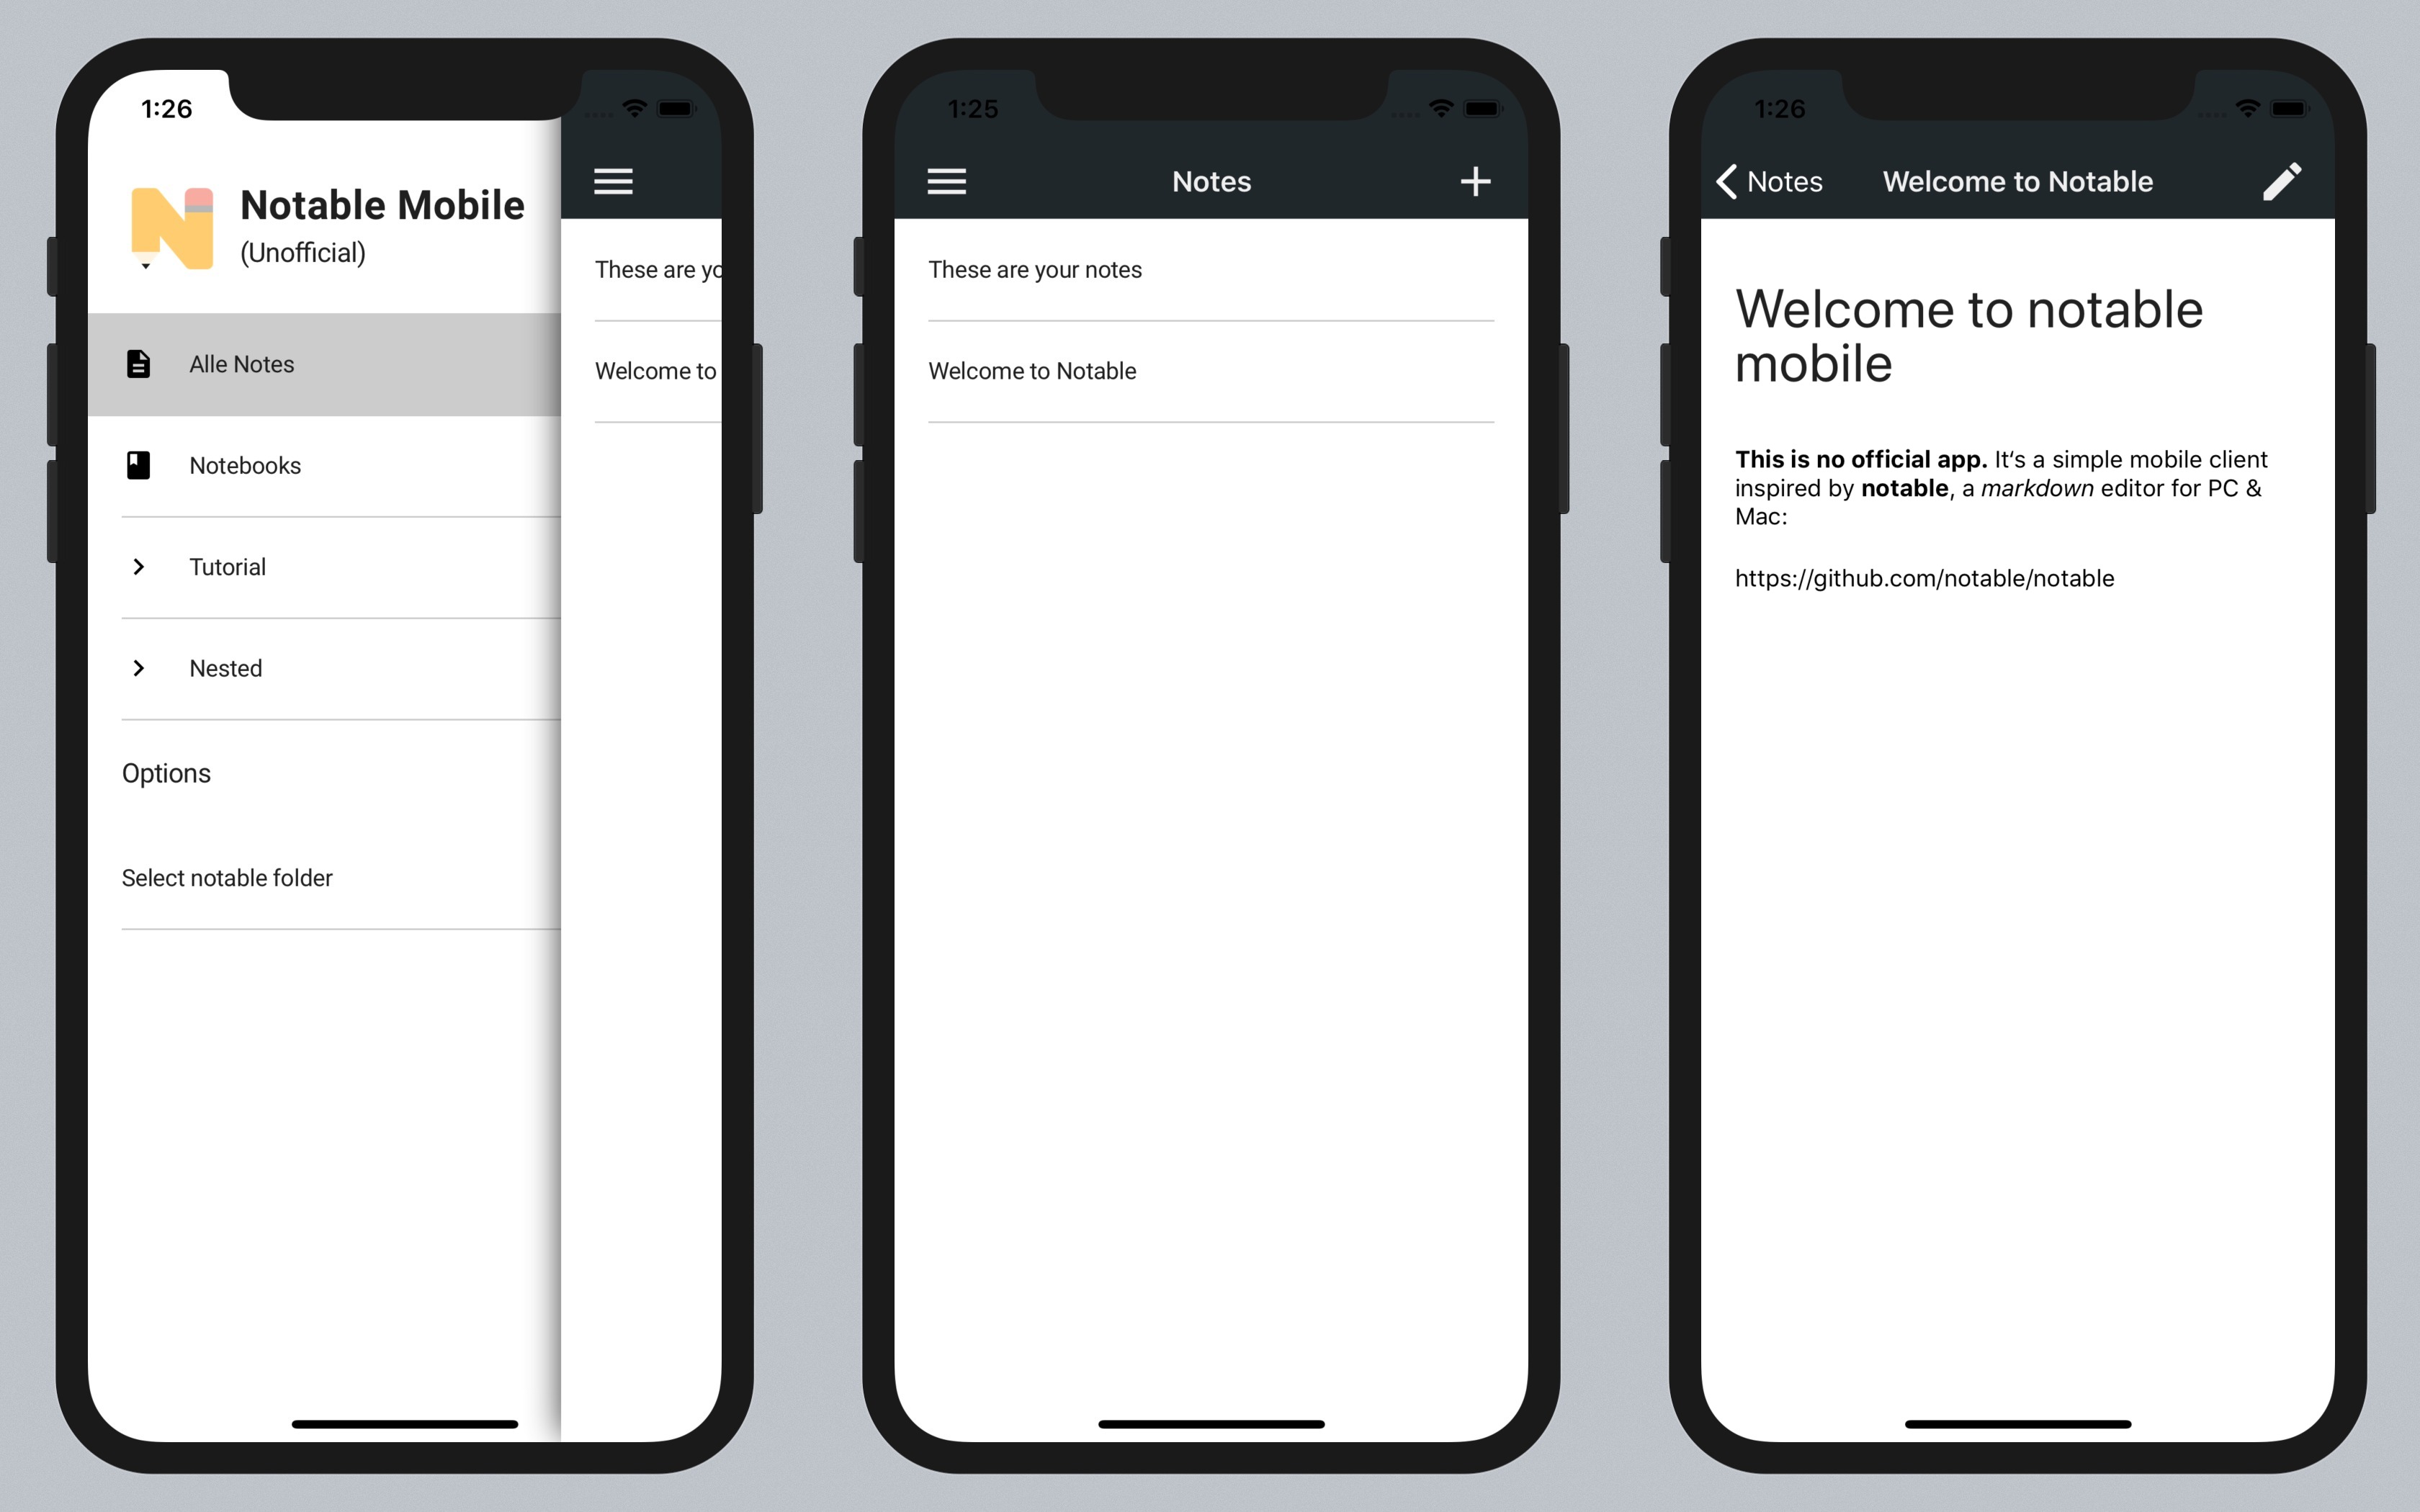 1:26
Notable Mobile
(Unofficial)
Alle Notes
Notebooks
Tutorial
Nested
Options
Select notable folder
These are yo
Welcome to
1:25
Notes
These are your notes
Welcome to Notable
1:26
Notes
Welcome to Notable
Welcome to notable
mobile
This is no official app. It‘s a simple mobile client
inspired by notable, a markdown editor for PC &
Mac:
https://github.com/notable/notable